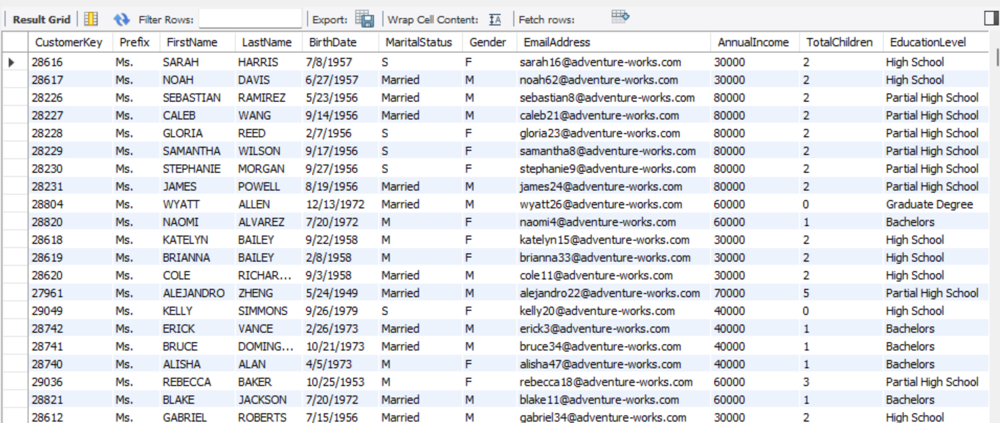 Result Grid Filter Rows: Export: Wrap Cell Content: IA Fetch rows:
CustomerKey Prefix FirstName LastName BirthDate MaritalStatus Gender EmailAddress AnnualIncome TotalChildren EducationLevel
28616 Ms. SARAH HARRIS 7/8/1957 S F sarah16@adventure-works.com 30000 2 High School
28617 Ms. NOAH DAVIS 6/27/1957 Married M noah62@adventure-works.com 30000 2 High School
28226 Ms. SEBASTIAN RAMIREZ 5/23/1956 Married M sebastian8@adventure-works.com 80000 2 Partial High School
28227 Ms. CALEB WANG 9/14/1956 Married M caleb21@adventure-works.com 80000 2 Partial High School
28228 Ms. GLORIA REED 2/7/1956 S F gloria23@adventure-works.com 80000 2 Partial High School
28229 Ms. SAMANTHA WILSON 9/17/1956 S F samantha8@adventure-works.com 80000 2 Partial High School
28230 Ms. STEPHANIE MORGAN 9/27/1956 S F stephanie9@adventure-works.com 80000 2 Partial High School
28231 Ms. JAMES POWELL 8/19/1956 Married M james24@adventure-works.com 80000 2 Partial High School
28804 Ms. WYATT ALLEN 12/13/1972 Married M wyatt26@adventure-works.com 60000 0 Graduate Degree
28820 Ms. NAOMI ALVAREZ 7/20/1972 M F naomi4@adventure-works.com 60000 1 Bachelors
28618 Ms. KATELYN BAILEY 9/22/1958 M F katelyn15@adventure-works.com 30000 2 High School
28619 Ms. BRIANNA BAILEY 2/8/1958 M F brianna33@adventure-works.com 30000 2 High School
28620 Ms. COLE RICHAR... 9/3/1958 Married M cole11@adventure-works.com 30000 2 High School
27961 Ms. ALEJANDRO ZHENG 5/24/1949 Married M alejandro22@adventure-works.com 70000 5 Partial High School
29049 Ms. KELLY SIMMONS 9/26/1979 S F kelly20@adventure-works.com 40000 0 High School
28742 Ms. ERICK VANCE 2/26/1973 Married M erick3@adventure-works.com 40000 1 Bachelors
28741 Ms. BRUCE DOMING... 10/21/1973 Married M bruce34@adventure-works.com 40000 1 Bachelors
28740 Ms. ALISHA ALAN 4/5/1973 M F alisha47@adventure-works.com 40000 1 Bachelors
29036 Ms. REBECCA BAKER 10/25/1953 M F rebecca18@adventure-works.com 60000 3 Partial High School
28821 Ms. BLAKE JACKSON 7/20/1972 Married M blake11@adventure-works.com 60000 1 Bachelors
28612 Ms. GABRIEL ROBERTS 7/15/1956 Married M gabriel34@adventure-works.com 30000 2 High School